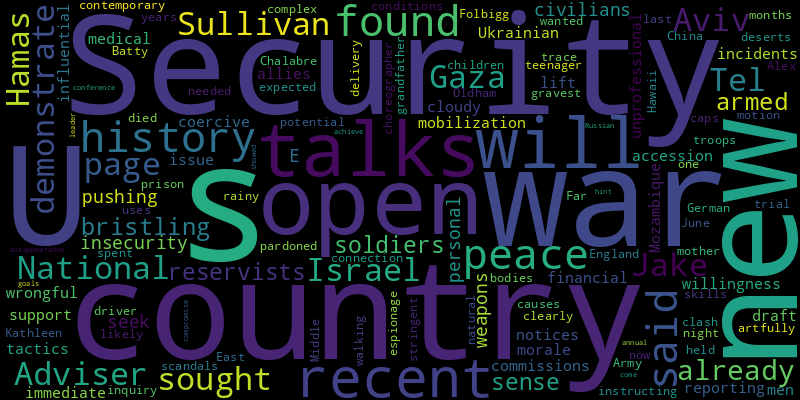 contemporary
years
complex
conditions
Folbigg
civilians
wanted
last
Aviv
months
Security
Hamas
demonstrate
influential
medical
Batty
Sullivan
found
Ukrainian
China
deserts
incidents
Chalabre
allies
expected
delivery
grandfather
choreographer
Gaza
children
trace
teenager
gravest
lift
unprofessional
Hawaii
Alex
Tel
armed
conference
needed
Oldham
cloudy
caps
motion
leader
died
coercive
potential
achieve
mobilization
Russian
troops
history
talks
Will
accession
one
page
issue
E
showed
U
s
open
war
new
pushing
prison
uses
rainy
personal
Far
hint
Mozambique
German
trial
June
bristling
insecurity
spent
pardoned
soldiers
connection
peace
England
mother
disappearance
National
reservists
Israel
bodies
financial
Jake
willingness
skills
goals
wrongful
country
weapons
support
driver
seek
likely
compromise
Middle
walking
espionage
stringent
natural
causes
clearly
notices
morale
said
draft
clash
night
artfully
annual
Kathleen
tactics
scandals
East
commissions
Army
come
now
held
already
Adviser
sought
recent
sense
instructing
reporting
men
immediate
inquiry